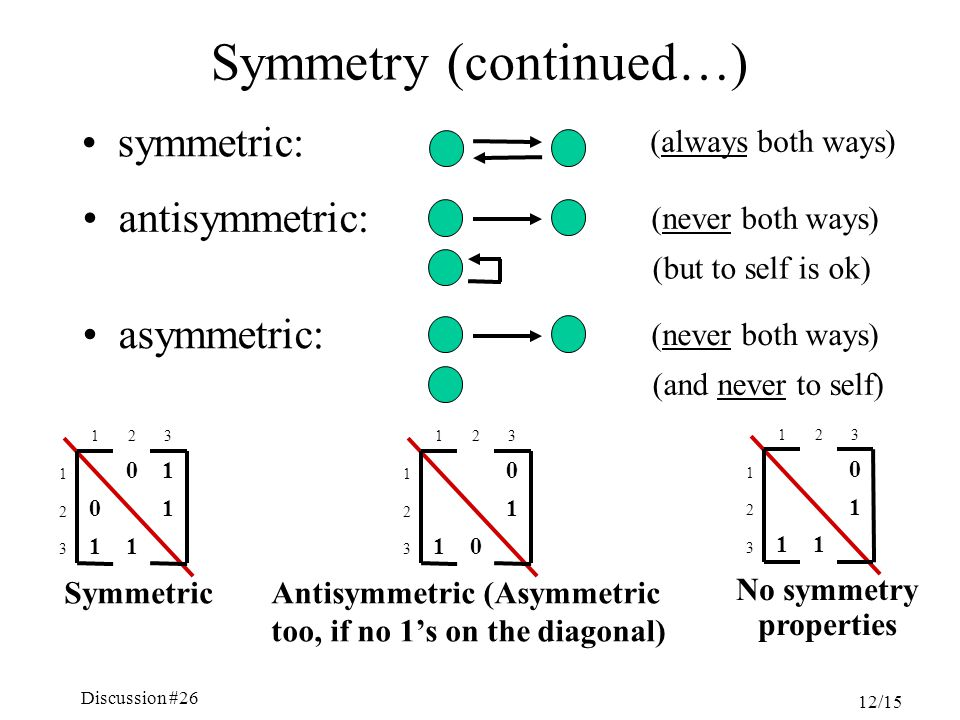 Symmetry (continued…)
• symmetric: (always both ways)
• antisymmetric: (never both ways)
(but to self is ok)
• asymmetric: (never both ways)
(and never to self)
1 2 3
1 0 1
2 0 1
3 1 1
Symmetric
1 2 3
1 0
2 1
3 1 0
Antisymmetric (Asymmetric
too, if no 1’s on the diagonal)
1 2 3
1 0
2 1
3 1 1
No symmetry
properties
Discussion #26
12/15